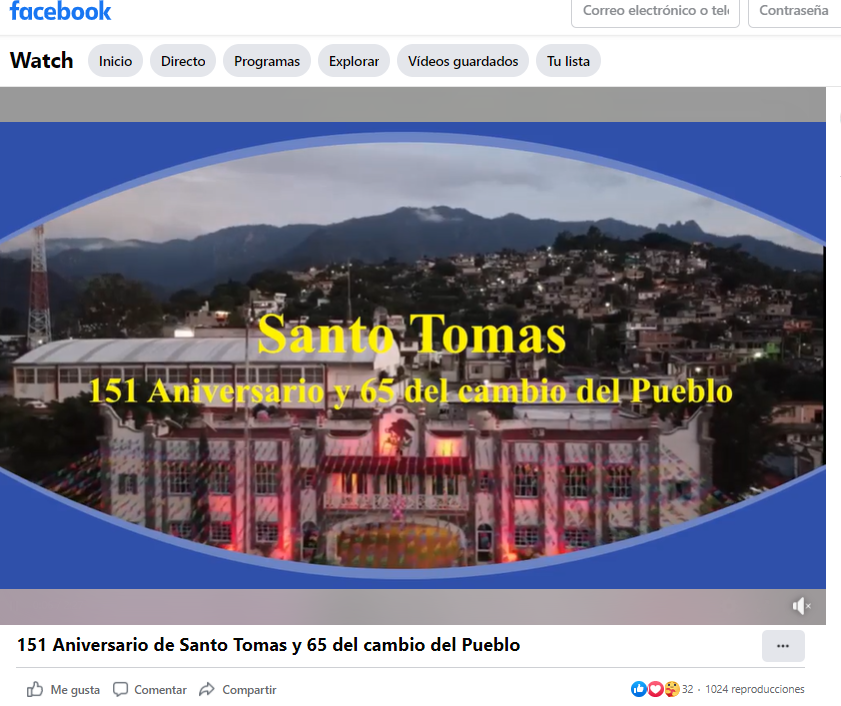 facebook
Correo electrónico o telé
Contraseña
Watch
Inicio
Directo
Programas
Explorar
Vídeos guardados
Tu lista
Santo Tomas
151 Aniversario y 65 del cambio del Pueblo
151 Aniversario de Santo Tomas y 65 del cambio del Pueblo
Me gusta
Comentar
Compartir
32 · 1024 reproducciones